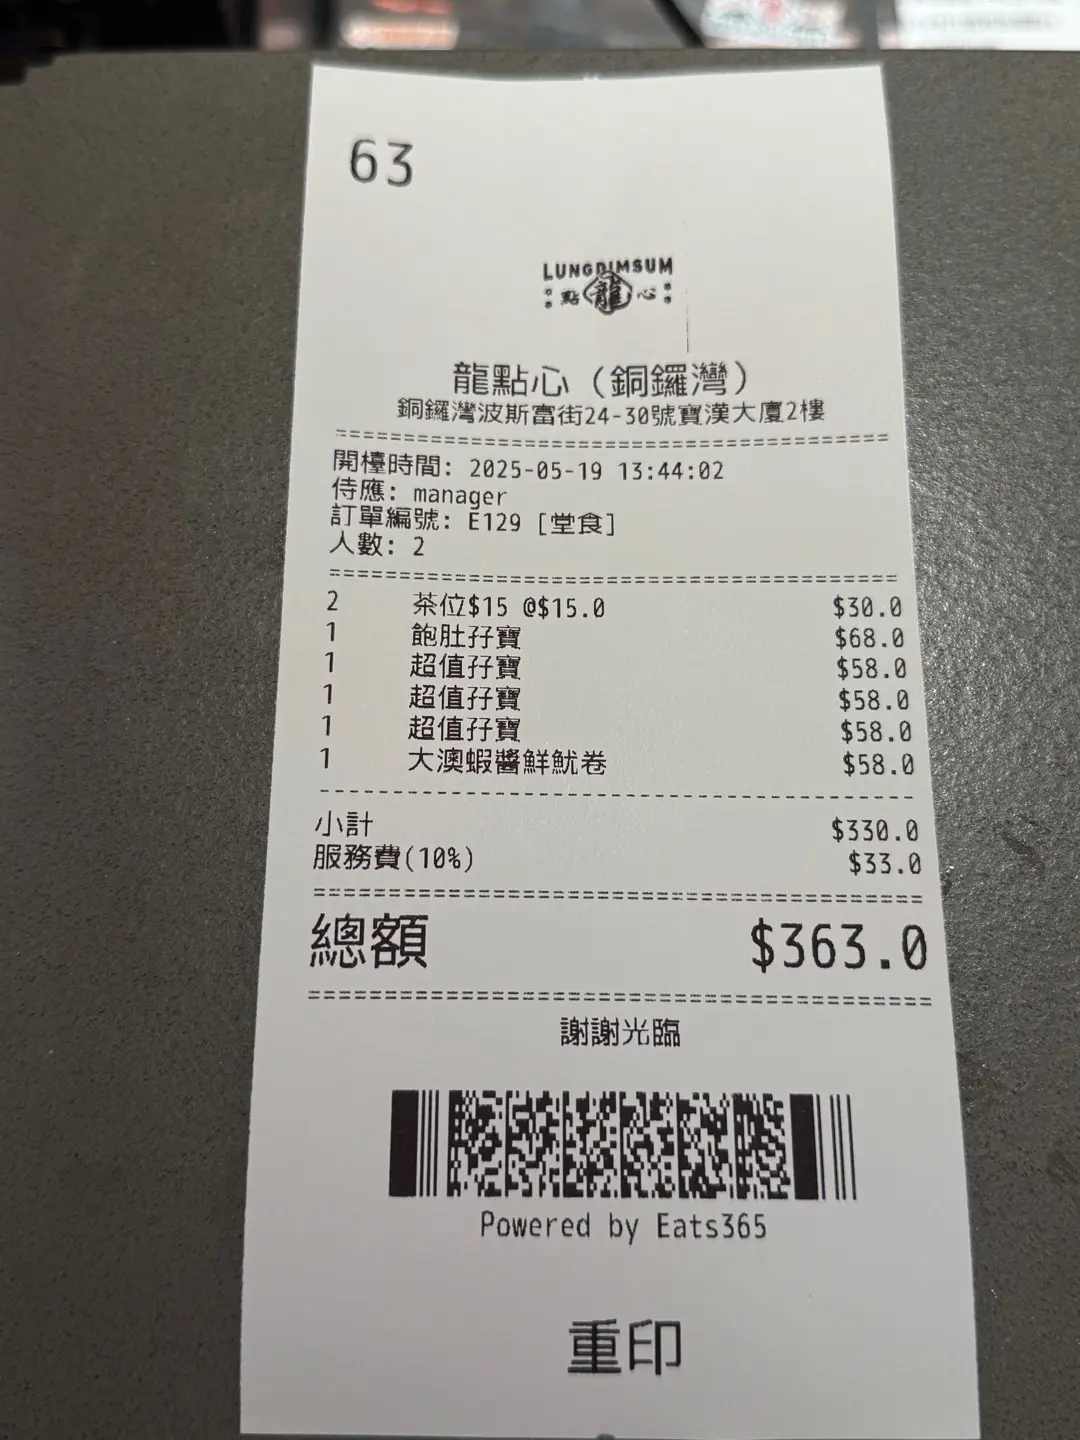 63
LUNGDIMSUM
點 龍 心
龍點心（銅鑼灣）
銅鑼灣波斯富街24-30號寶漢大廈2樓
開檯時間: 2025-05-19 13:44:02
侍應: manager
訂單編號: E129 [堂食]
人數: 2
2 茶位$15 @$15.0 $30.0
1 鮑肚孖寶 $68.0
1 超值孖寶 $58.0
1 超值孖寶 $58.0
1 超值孖寶 $58.0
1 大澳蝦醬鮮魷卷 $58.0
小計 $330.0
服務費(10%) $33.0
總額 $363.0
謝謝光臨
Powered by Eats365
重印